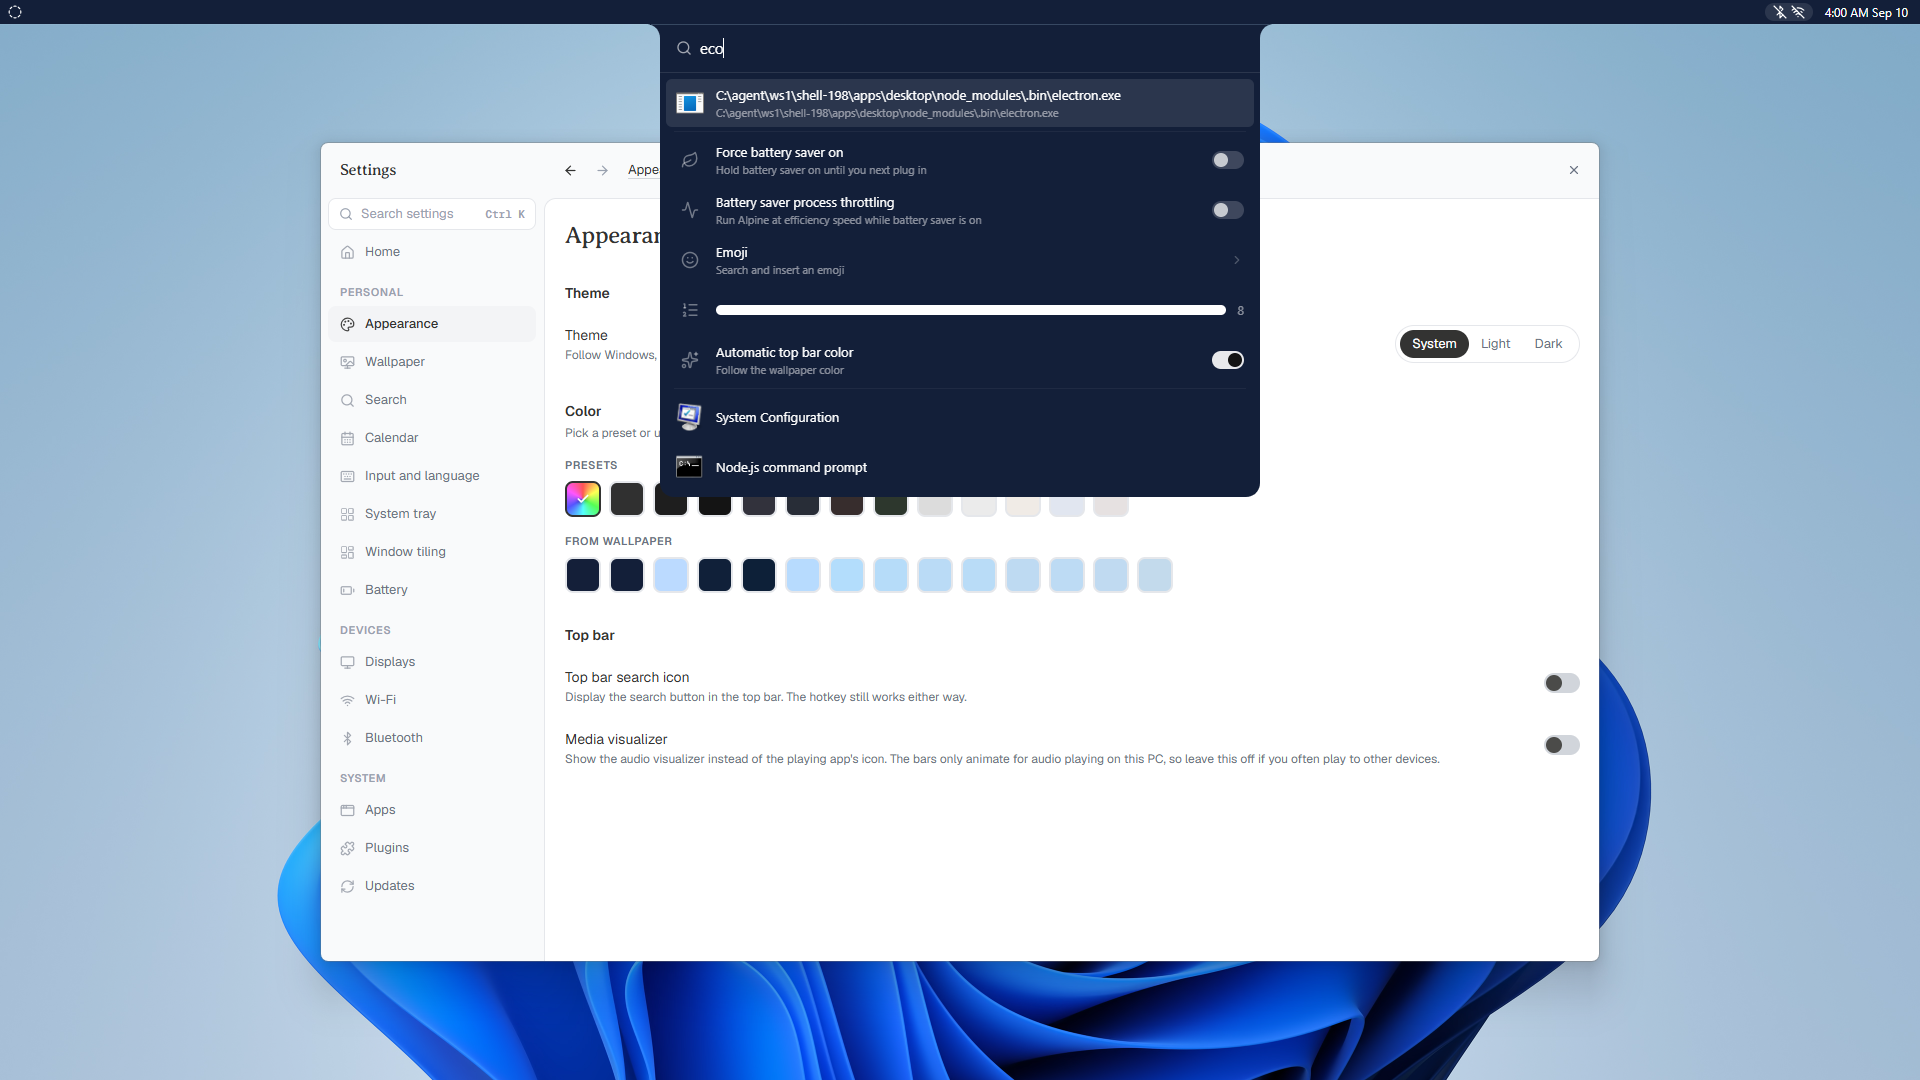 4:00 AM Sep 10
eco
C:\agent\ws1\shell-198\apps\desktop\node_modules\.bin\electron.exe
C:\agent\ws1\shell-198\apps\desktop\node_modules\.bin\electron.exe
Force battery saver on
Hold battery saver on until you next plug in
Battery saver process throttling
Run Alpine at efficiency speed while battery saver is on
Emoji
Search and insert an emoji
8
Automatic top bar color
Follow the wallpaper color
System Configuration
Node.js command prompt
Settings
Search settings Ctrl K
Home
PERSONAL
Appearance
Wallpaper
Search
Calendar
Input and language
System tray
Window tiling
Battery
DEVICES
Displays
Wi-Fi
Bluetooth
SYSTEM
Apps
Plugins
Updates
Theme
Theme
Follow Windows,
System Light Dark
Color
Pick a preset or
PRESETS
FROM WALLPAPER
Top bar
Top bar search icon
Display the search button in the top bar. The hotkey still works either way.
Media visualizer
Show the audio visualizer instead of the playing app's icon. The bars only animate for audio playing on this PC, so leave this off if you often play to other devices.